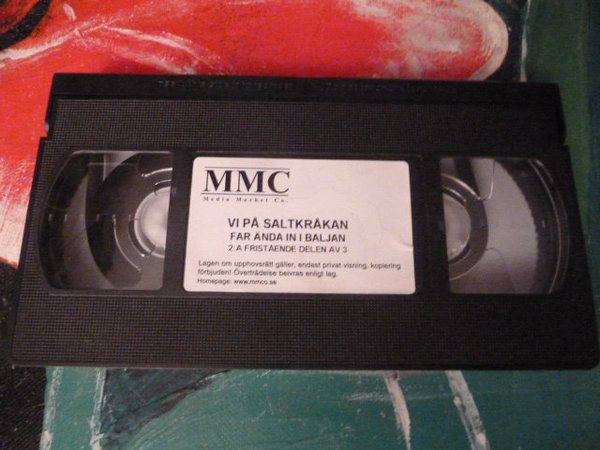 MMC
Media Market Co.
VI PÅ SALTKRÅKAN
FAR ÄNDA IN I BALJAN
2:A FRISTÅENDE DELEN AV 3
Lagen om upphovsrätt gäller, endast privat visning, kopiering
förbjuden! Överträdelse beivras enligt lag.
Homepage: www.mmco.se